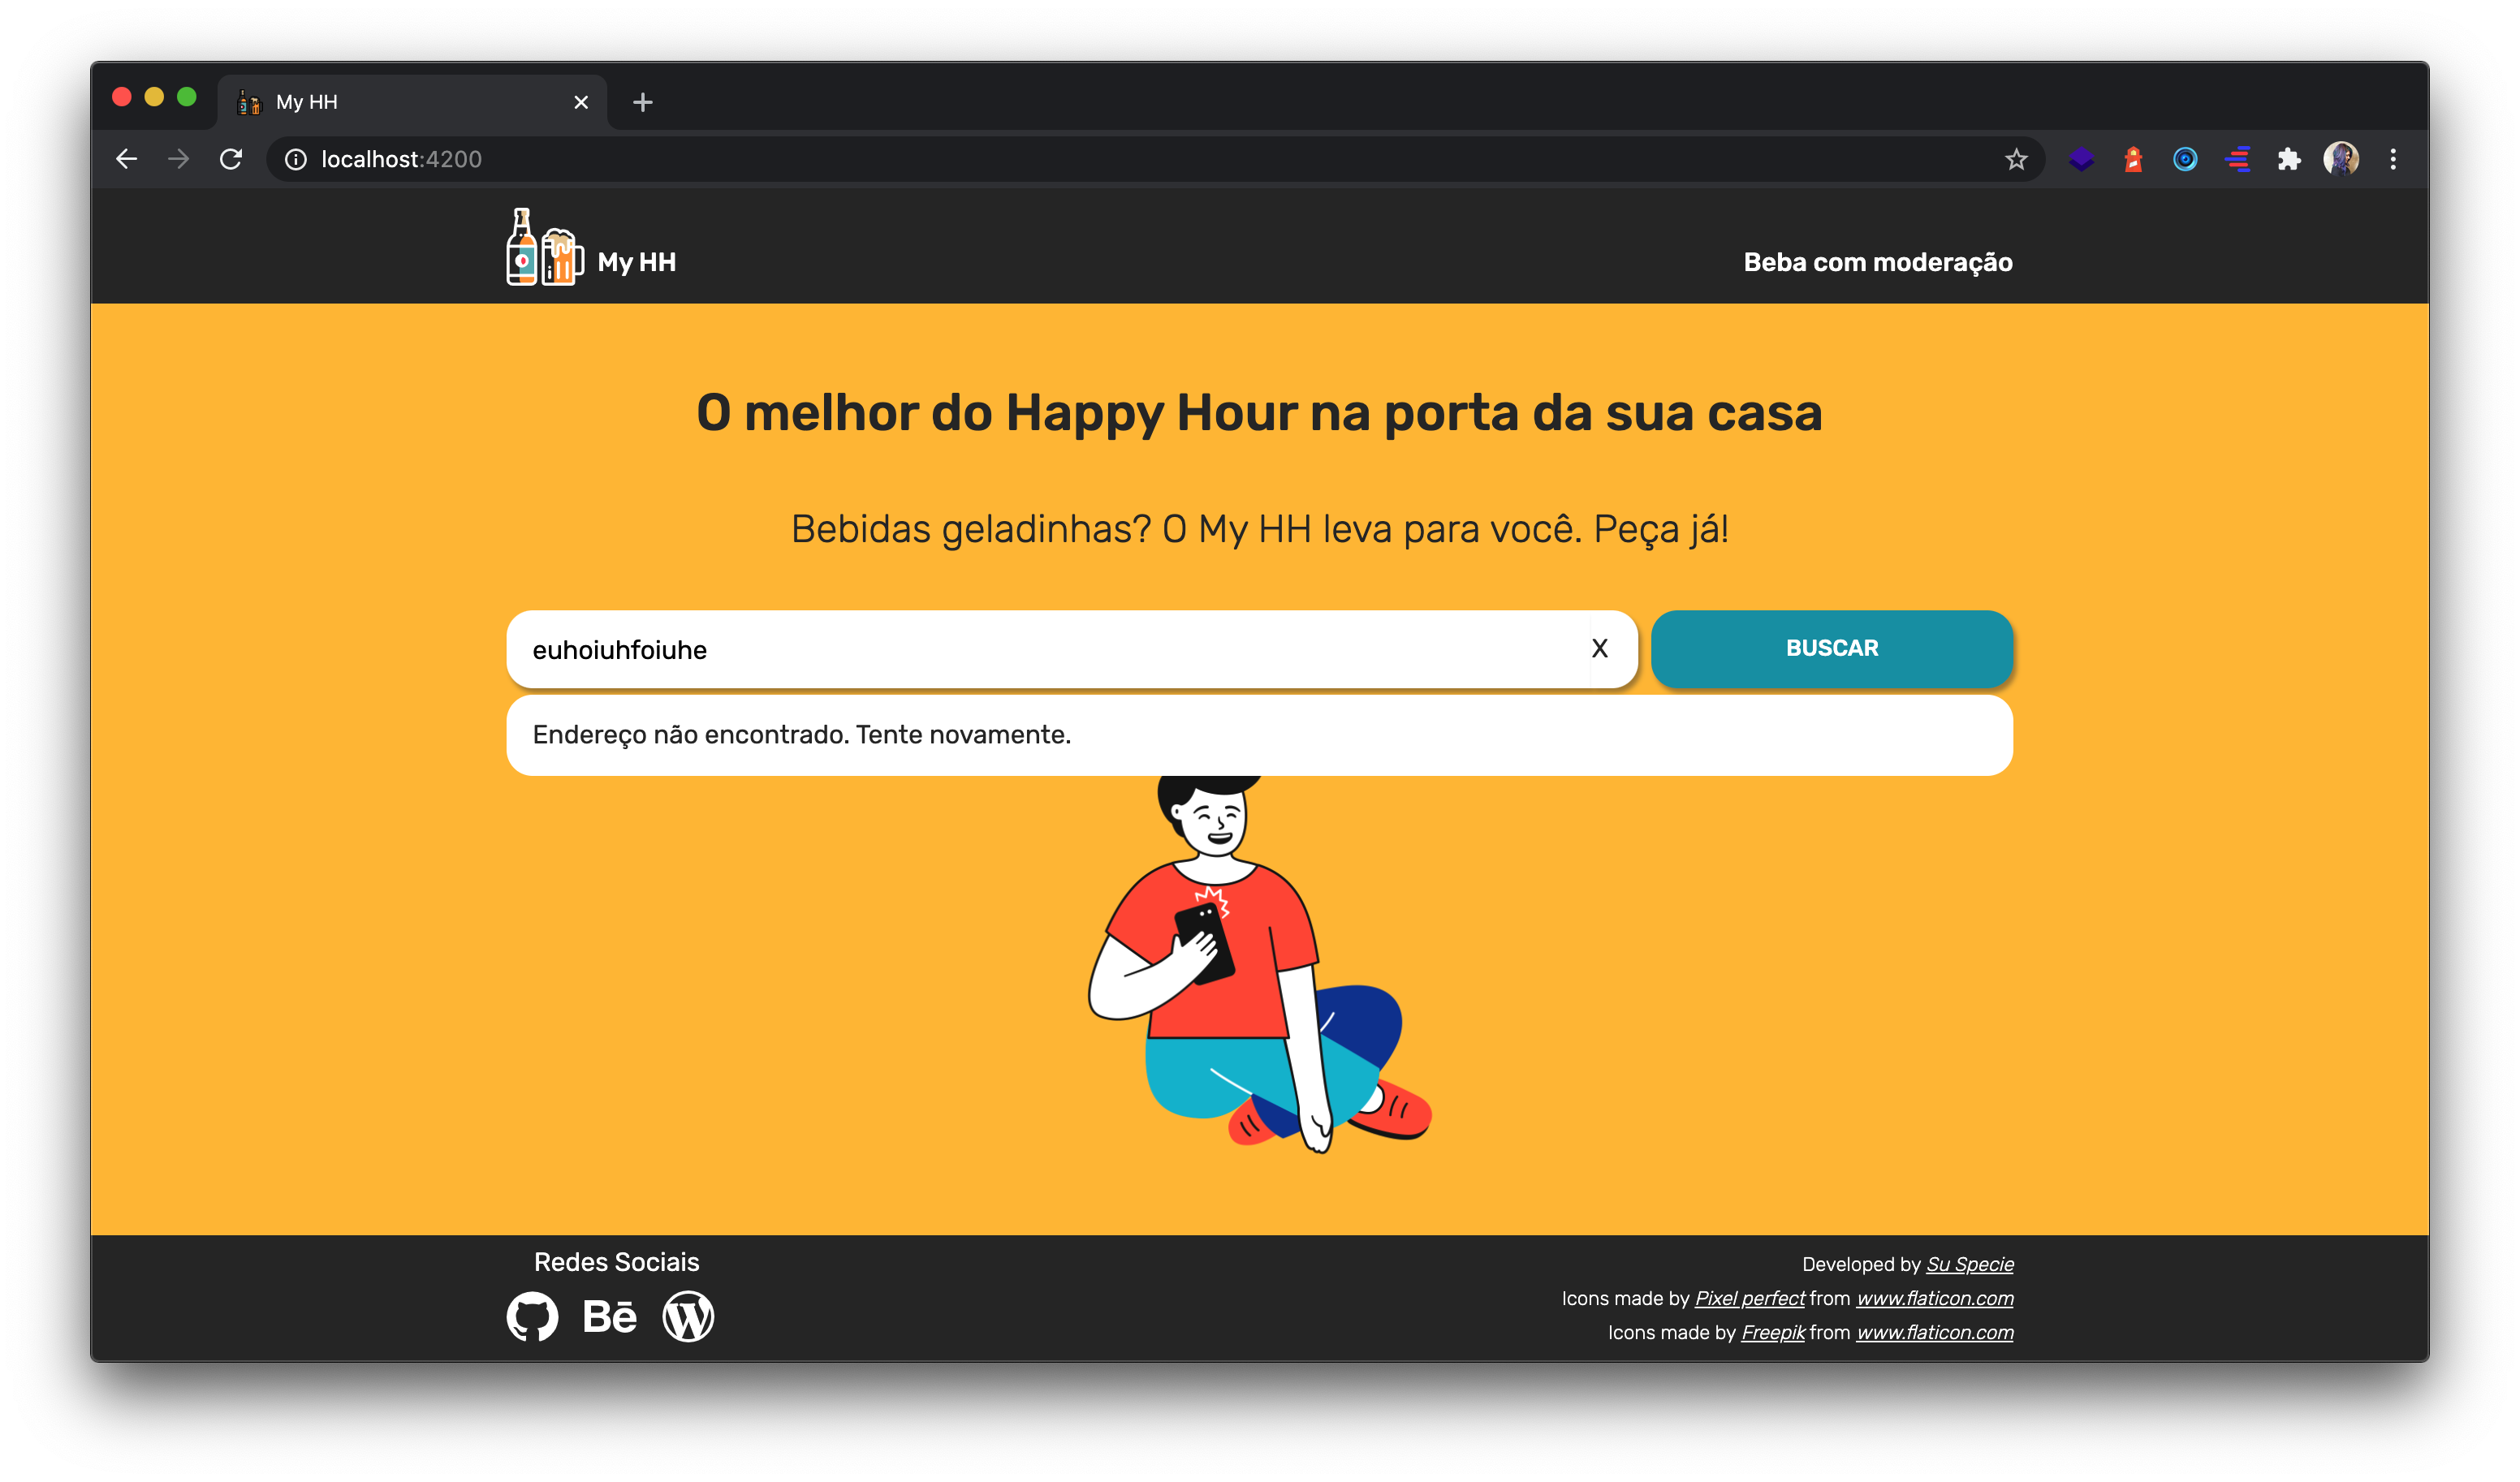 My HH
localhost:4200
My HH
Beba com moderação
O melhor do Happy Hour na porta da sua casa
Bebidas geladinhas? O My HH leva para você. Peça já!
euhoiuhfoiuhe
X
BUSCAR
Endereço não encontrado. Tente novamente.
Redes Sociais
Bē
Developed by Su Specie
Icons made by Pixel perfect from www.flaticon.com
Icons made by Freepik from www.flaticon.com